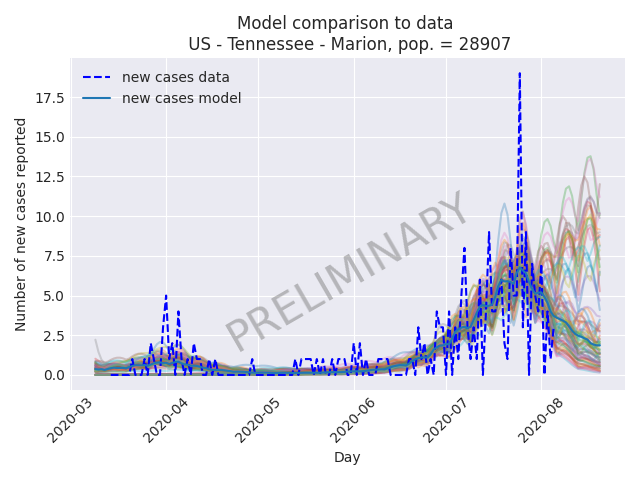 Model comparison to data
US - Tennessee - Marion, pop. = 28907
new cases data
new cases model
Number of new cases reported
17.5
15.0
12.5
10.0
7.5
5.0
2.5
0.0
PRELIMINARY
2020-03
2020-04
2020-05
2020-06
2020-07
2020-08
Day